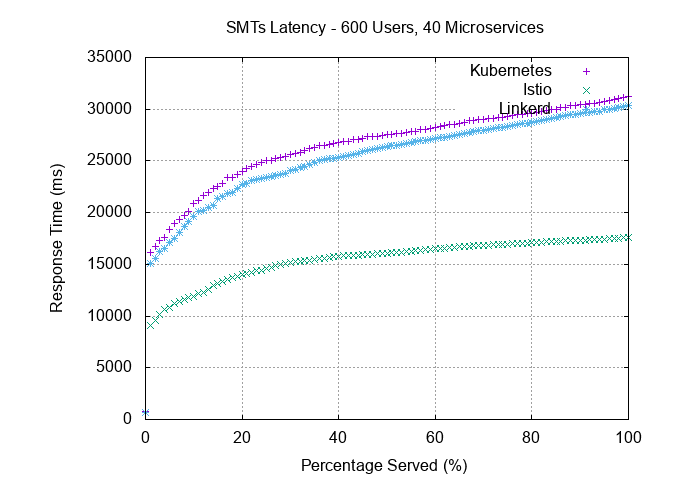 SMTs Latency - 600 Users, 40 Microservices
35000
30000
25000
20000
15000
10000
5000
0
Response Time (ms)
Kubernetes
Istio
Linkerd
0 20 40 60 80 100
Percentage Served (%)